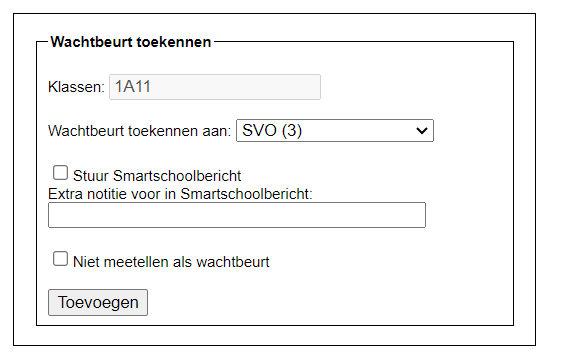 Wachtbeurt toekennen
Klassen: 1A11
Wachtbeurt toekennen aan: SVO (3)
Stuur Smartschoolbericht
Extra notitie voor in Smartschoolbericht:
Niet meetellen als wachtbeurt
Toevoegen